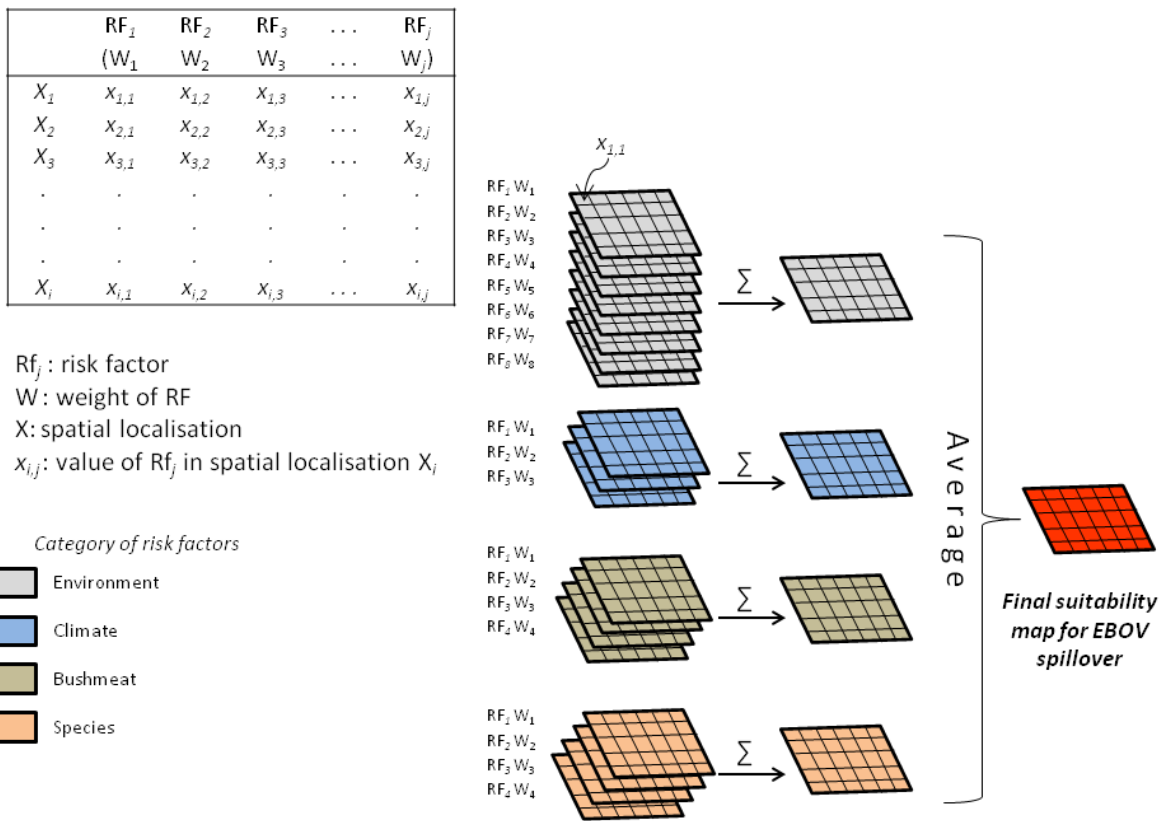 RF1 RF2 RF3 ... RFj
(W1 W2 W3 ... Wj)
X1 x1,1 x1,2 x1,3 ... x1,j
X2 x2,1 x2,2 x2,3 ... x2,j
X3 x3,1 x3,2 x3,3 ... x3,j
. . . . . .
. . . . . .
. . . . . .
Xi xi,1 xi,2 xi,3 ... xi,j
Rfj : risk factor
W : weight of RF
X: spatial localisation
xi,j : value of Rfj in spatial localisation Xi
Category of risk factors
Environment
Climate
Bushmeat
Species
x1,1
RF1 W1
RF2 W2
RF3 W3
RF4 W4
RF5 W5
RF6 W6
RF7 W7
RF8 W8
∑
RF1 W1
RF2 W2
RF3 W3
∑
RF1 W1
RF2 W2
RF3 W3
RF4 W4
∑
RF1 W1
RF2 W2
RF3 W3
RF4 W4
∑
Average
Final suitability
map for EBOV
spillover